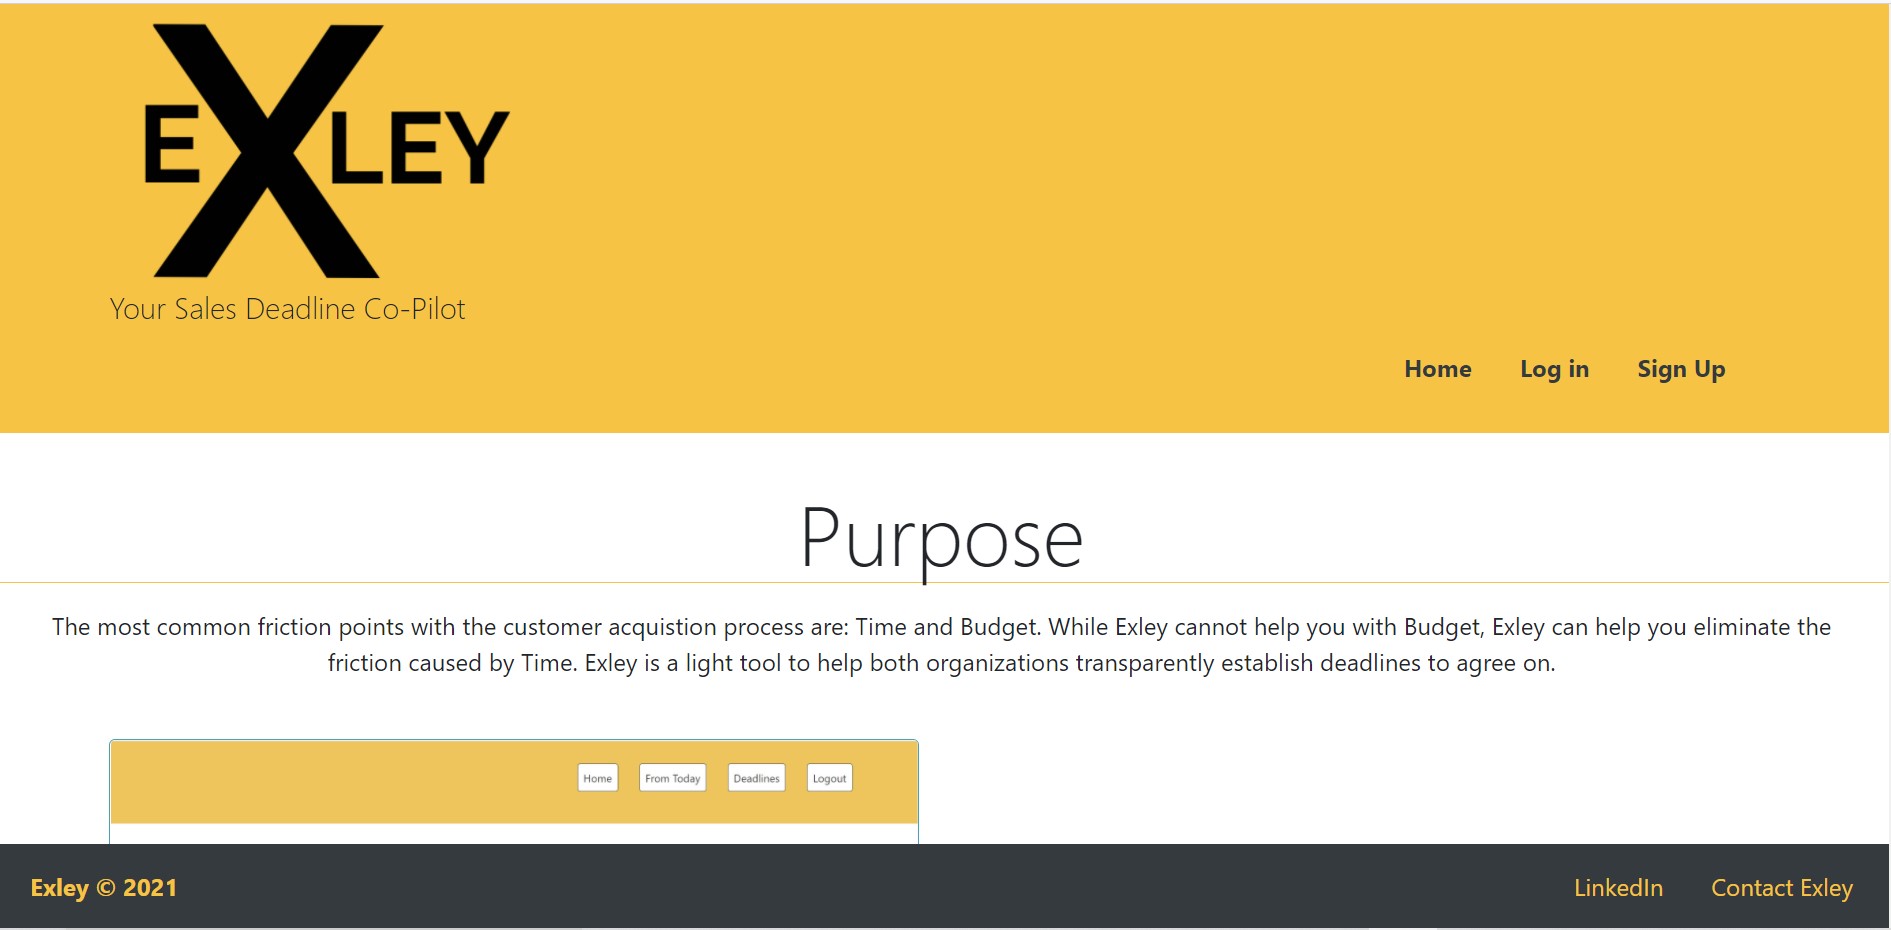 EXLEY
Your Sales Deadline Co-Pilot
Home Log in Sign Up
Purpose
The most common friction points with the customer acquistion process are: Time and Budget. While Exley cannot help you with Budget, Exley can help you eliminate the
friction caused by Time. Exley is a light tool to help both organizations transparently establish deadlines to agree on.
Home From Today Deadlines Logout
Exley © 2021 LinkedIn Contact Exley